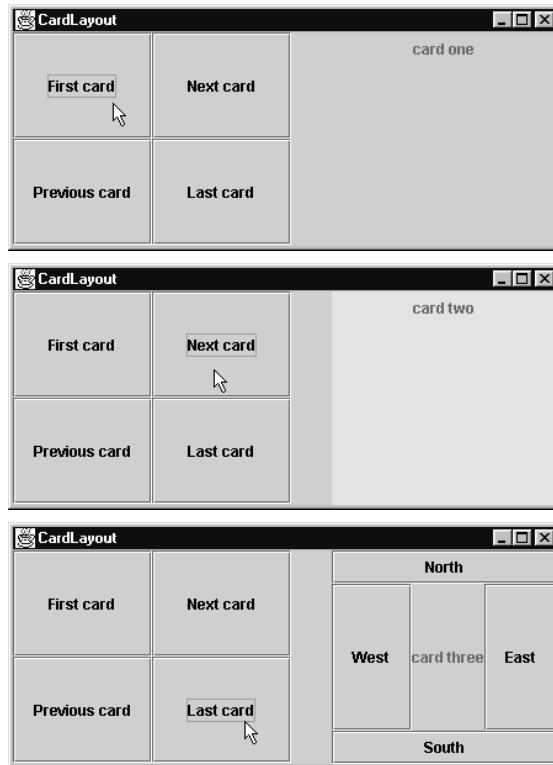 CardLayout
card one
First card Next card
Previous card Last card
CardLayout
card two
First card Next card
Previous card Last card
CardLayout
North
First card Next card
West card three East
Previous card Last card
South